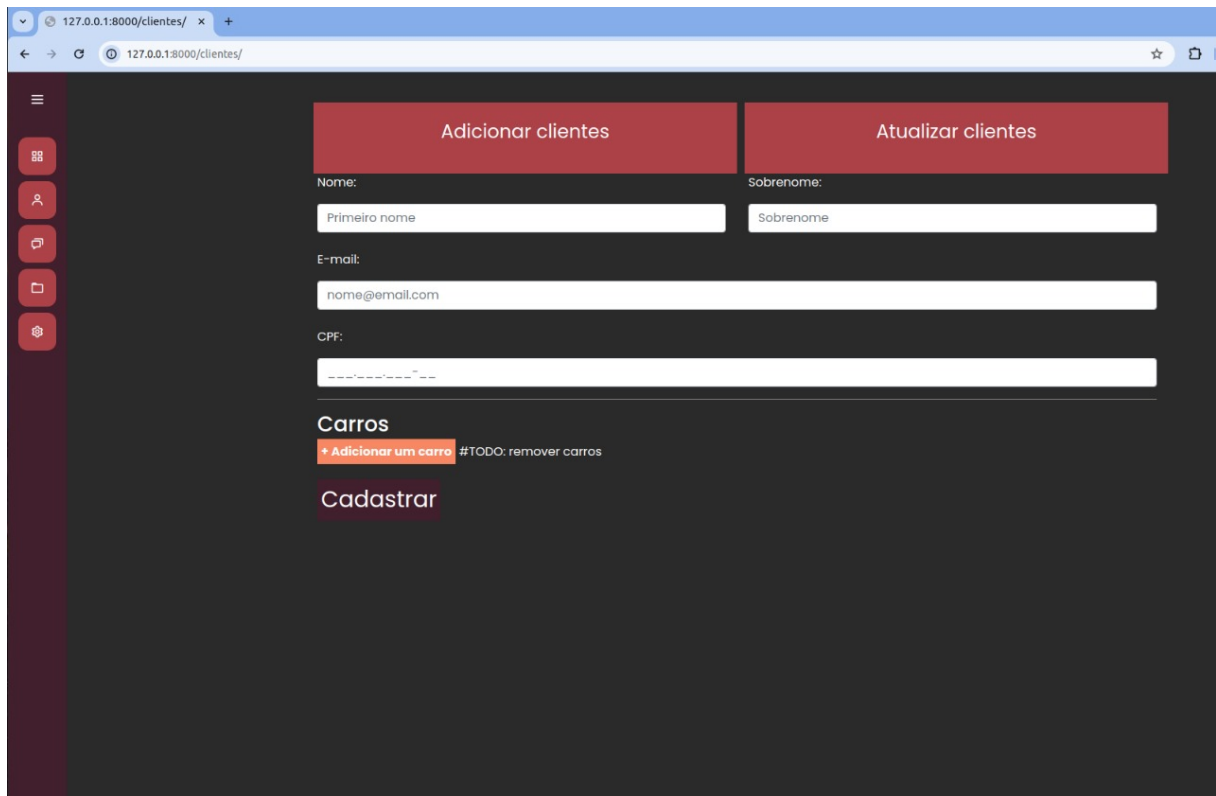 127.0.0.1:8000/clientes/
127.0.0.1:8000/clientes/
Adicionar clientes Atualizar clientes
Nome: Sobrenome:
Primeiro nome Sobrenome
E-mail:
nome@email.com
CPF:
___.___.___-__
Carros
+ Adicionar um carro #TODO: remover carros
Cadastrar